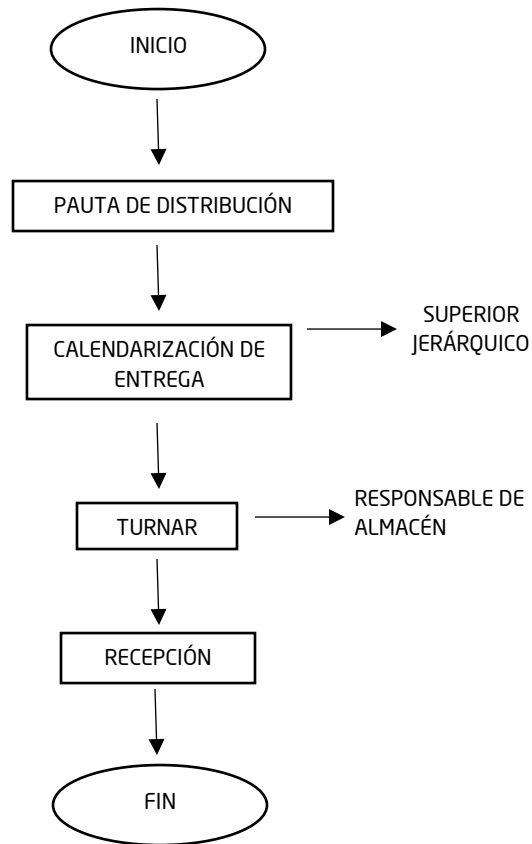 INICIO
PAUTA DE DISTRIBUCIÓN
CALENDARIZACIÓN DE
ENTREGA
SUPERIOR
JERÁRQUICO
TURNAR
RESPONSABLE DE
ALMACÉN
RECEPCIÓN
FIN